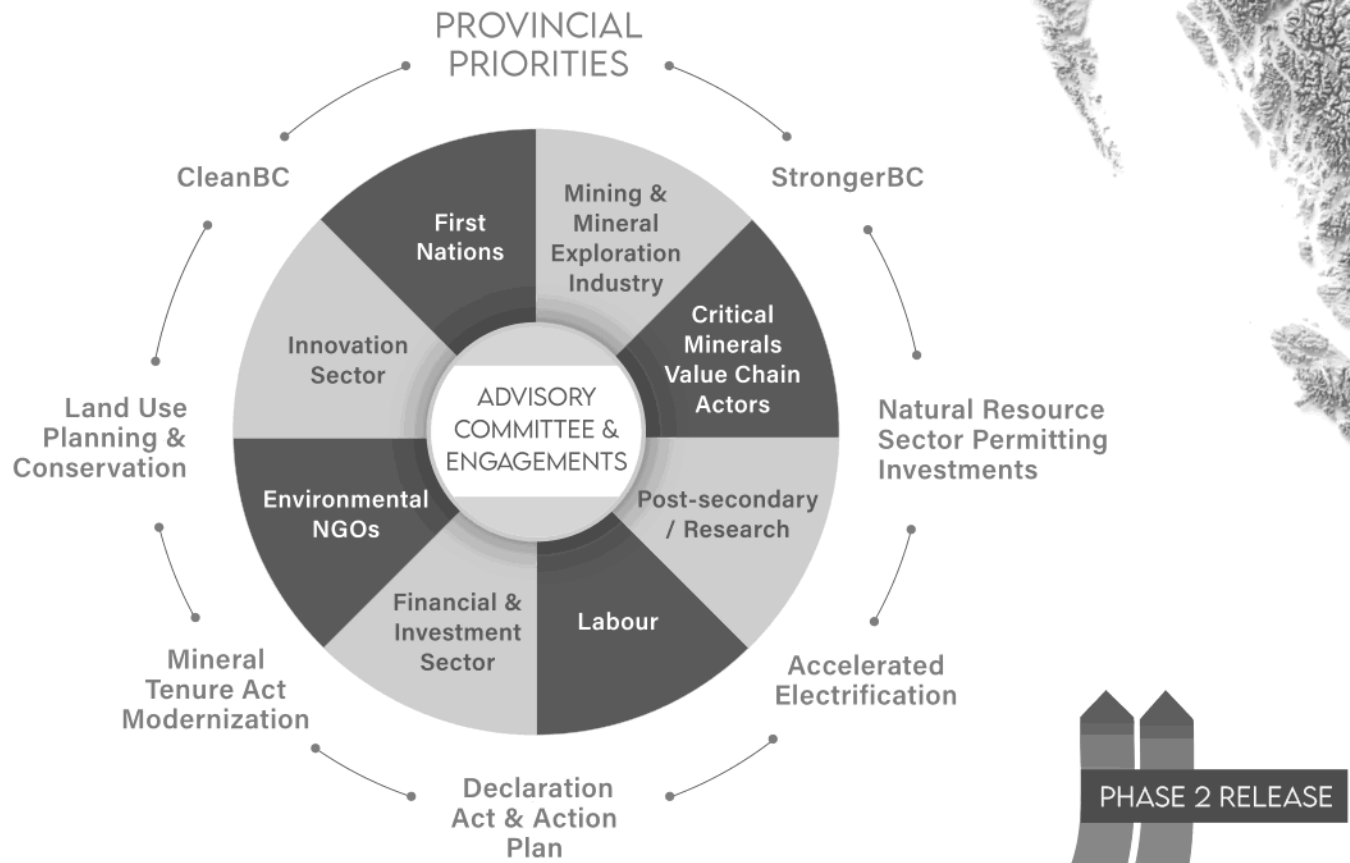 PROVINCIAL
PRIORITIES
CleanBC
StrongerBC
First
Nations
Mining &
Mineral
Exploration
Industry
Innovation
Sector
Critical
Minerals
Value Chain
Actors
ADVISORY
COMMITTEE &
ENGAGEMENTS
Land Use
Planning &
Conservation
Natural Resource
Sector Permitting
Investments
Environmental
NGOs
Post-secondary
/ Research
Financial &
Investment
Sector
Labour
Mineral
Tenure Act
Modernization
Accelerated
Electrification
Declaration
Act & Action
Plan
PHASE 2 RELEASE